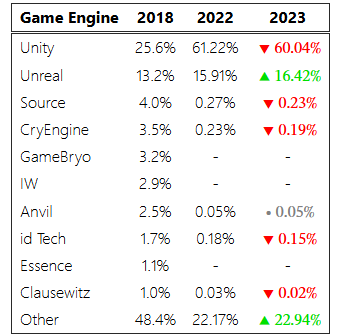 Game Engine 2018 2022 2023
Unity 25.6% 61.22% ▼ 60.04%
Unreal 13.2% 15.91% ▲ 16.42%
Source 4.0% 0.27% ▼ 0.23%
CryEngine 3.5% 0.23% ▼ 0.19%
GameBryo 3.2% - -
IW 2.9% - -
Anvil 2.5% 0.05% • 0.05%
id Tech 1.7% 0.18% ▼ 0.15%
Essence 1.1% - -
Clausewitz 1.0% 0.03% ▼ 0.02%
Other 48.4% 22.17% ▲ 22.94%